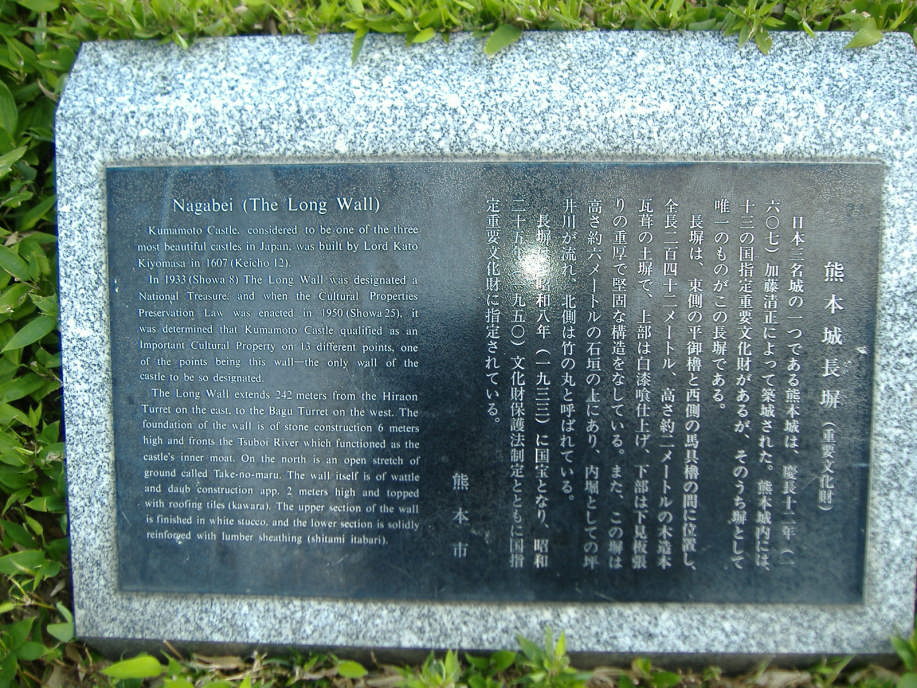 Nagabei (The Long Wall)
Kumamoto Castle, considered to be one of the three
most beautiful castles in Japan, was built by Lord Kato
Kiyomasa in 1607 (Keicho 12).
In 1933 (Showa 8) The Long Wall was designated a
National Treasure, and when the Cultural Properties
Preservation Law was enacted in 1950 (Showa 25), it
was determined that Kumamoto Castle qualified as an
Important Cultural Property on 13 different points, one
of the points being this wall—the only wall of the
castle to be so designated.
The Long Wall extends 242 meters from the Hiraon
Turret on the east, to the Bagu Turret on the west. The
foundation of the wall is of stone construction 6 meters
high and fronts the Tsuboi River which functioned as the
castle's inner moat. On the north is an open stretch of
ground called Take-no-maru. The wall itself is of wattle
and daub construction app. 2 meters high and topped
with roofing tiles (kawara). The upper section of the wall
is finished in white stucco, and the lower section is solidly
reinforced with lumber sheathing (shitami itabari).
熊本城長塀(重要文化財)
日本三名城の一つである熊本城は、慶長十二年(一
六〇七)加藤清正によって築城された。熊本城内には、
十三の国指定重要文化財があるが、そのうち塀として
唯一のものがこの長塀である。
長塀は、東側の平御櫓と西側の馬具櫓の間に位置し、
全長二百四十二メートル、高さ約二メートルの木造本
瓦葺の土塀で、上部は白漆喰仕上げ、下部は下見板張
りの重厚で堅固な構造をなしている。また、この塀は
高さ約六メートルの石垣の上にあり、内堀としての坪
井川が流れ、北側は竹の丸と呼ばれている。
長塀は昭和八年(一九三三)に国宝となり、昭和
二十五年(一九五〇)文化財保護法制定とともに国指
定重要文化財に指定されている。
熊本市